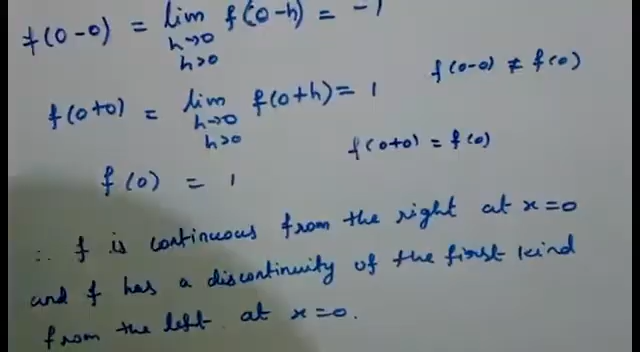 f(0-0) = lim f(0-h) = -1
h→0
h>0
f(0-0) ≠ f(0)
f(0+0) = lim f(0+h) = 1
h→0
h>0
f(0+0) = f(0)
f(0) = 1
∴ f is continuous from the right at x=0
and f has a discontinuity of the first kind
from the left at x=0.